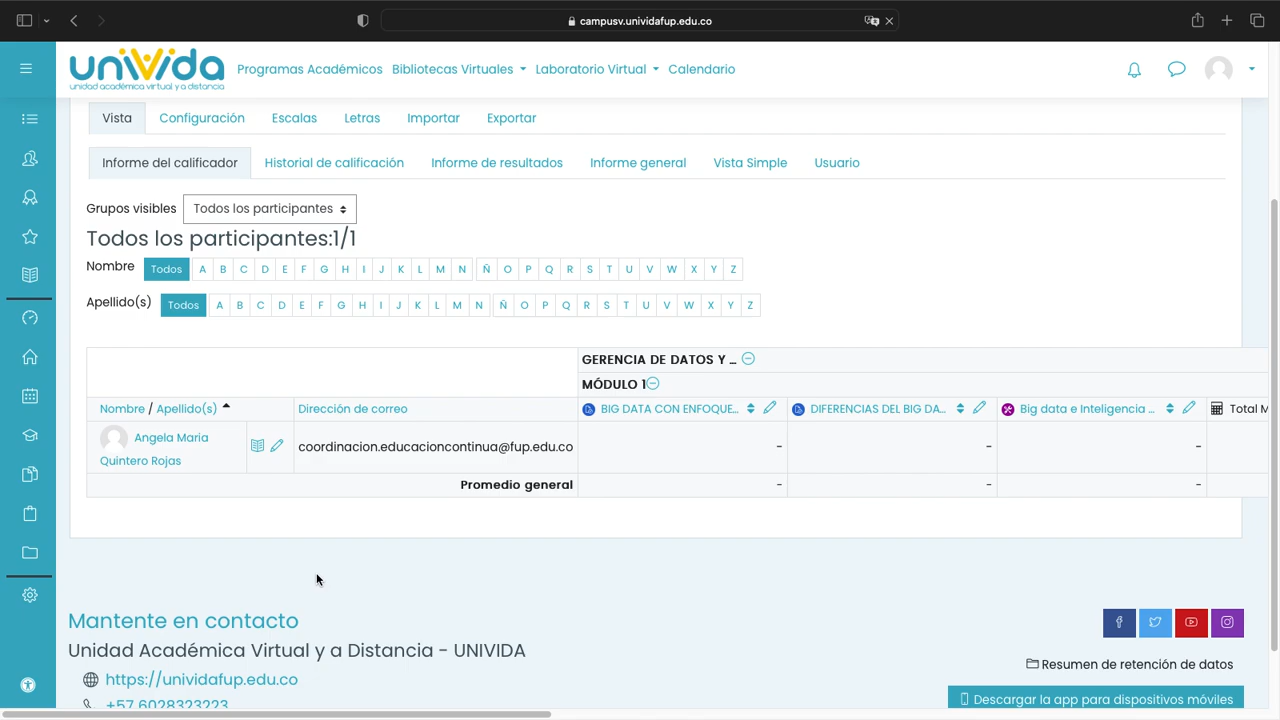 campusv.unividafup.edu.co
univida
unidad académica virtual y a distancia
Programas Académicos Bibliotecas Virtuales Laboratorio Virtual Calendario
Vista Configuración Escalas Letras Importar Exportar
Informe del calificador Historial de calificación Informe de resultados Informe general Vista Simple Usuario
Grupos visibles Todos los participantes
Todos los participantes:1/1
Nombre Todos A B C D E F G H I J K L M N Ñ O P Q R S T U V W X Y Z
Apellido(s) Todos A B C D E F G H I J K L M N Ñ O P Q R S T U V W X Y Z
GERENCIA DE DATOS Y ...
MÓDULO 1
Nombre / Apellido(s) Dirección de correo BIG DATA CON ENFOQUE... DIFERENCIAS DEL BIG DA... Big data e Inteligencia ... Total M
Angela Maria
Quintero Rojas
coordinacion.educacioncontinua@fup.edu.co - - -
Promedio general - - -
Mantente en contacto
Unidad Académica Virtual y a Distancia - UNIVIDA
Resumen de retención de datos
https://unividafup.edu.co
Descargar la app para dispositivos móviles
+57 6028323223